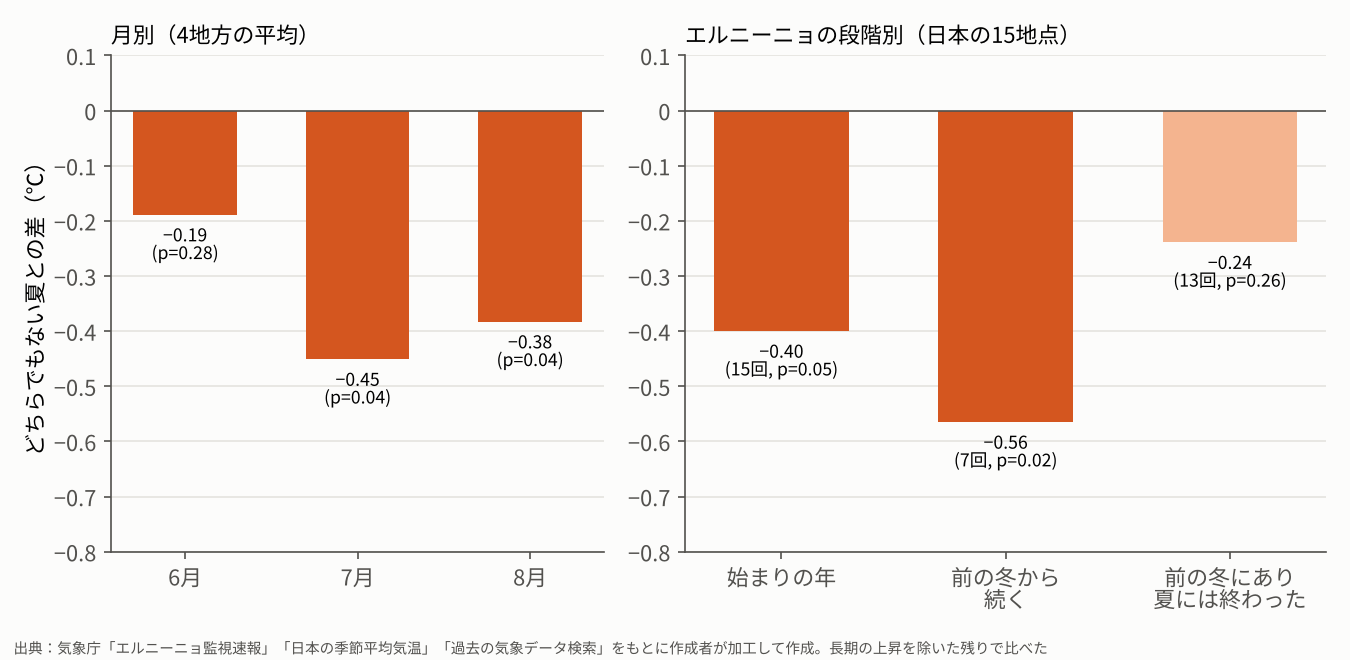 月別（4地方の平均）
どちらでもない夏との差（°C）
0.1
0
−0.1
−0.2
−0.3
−0.4
−0.5
−0.6
−0.7
−0.8
−0.19
(p=0.28)
−0.45
(p=0.04)
−0.38
(p=0.04)
6月
7月
8月
エルニーニョの段階別（日本の15地点）
0.1
0
−0.1
−0.2
−0.3
−0.4
−0.5
−0.6
−0.7
−0.8
−0.40
(15回, p=0.05)
−0.56
(7回, p=0.02)
−0.24
(13回, p=0.26)
始まりの年
前の冬から
続く
前の冬にあり
夏には終わった
出典：気象庁「エルニーニョ監視速報」「日本の季節平均気温」「過去の気象データ検索」をもとに作成者が加工して作成。長期の上昇を除いた残りで比べた